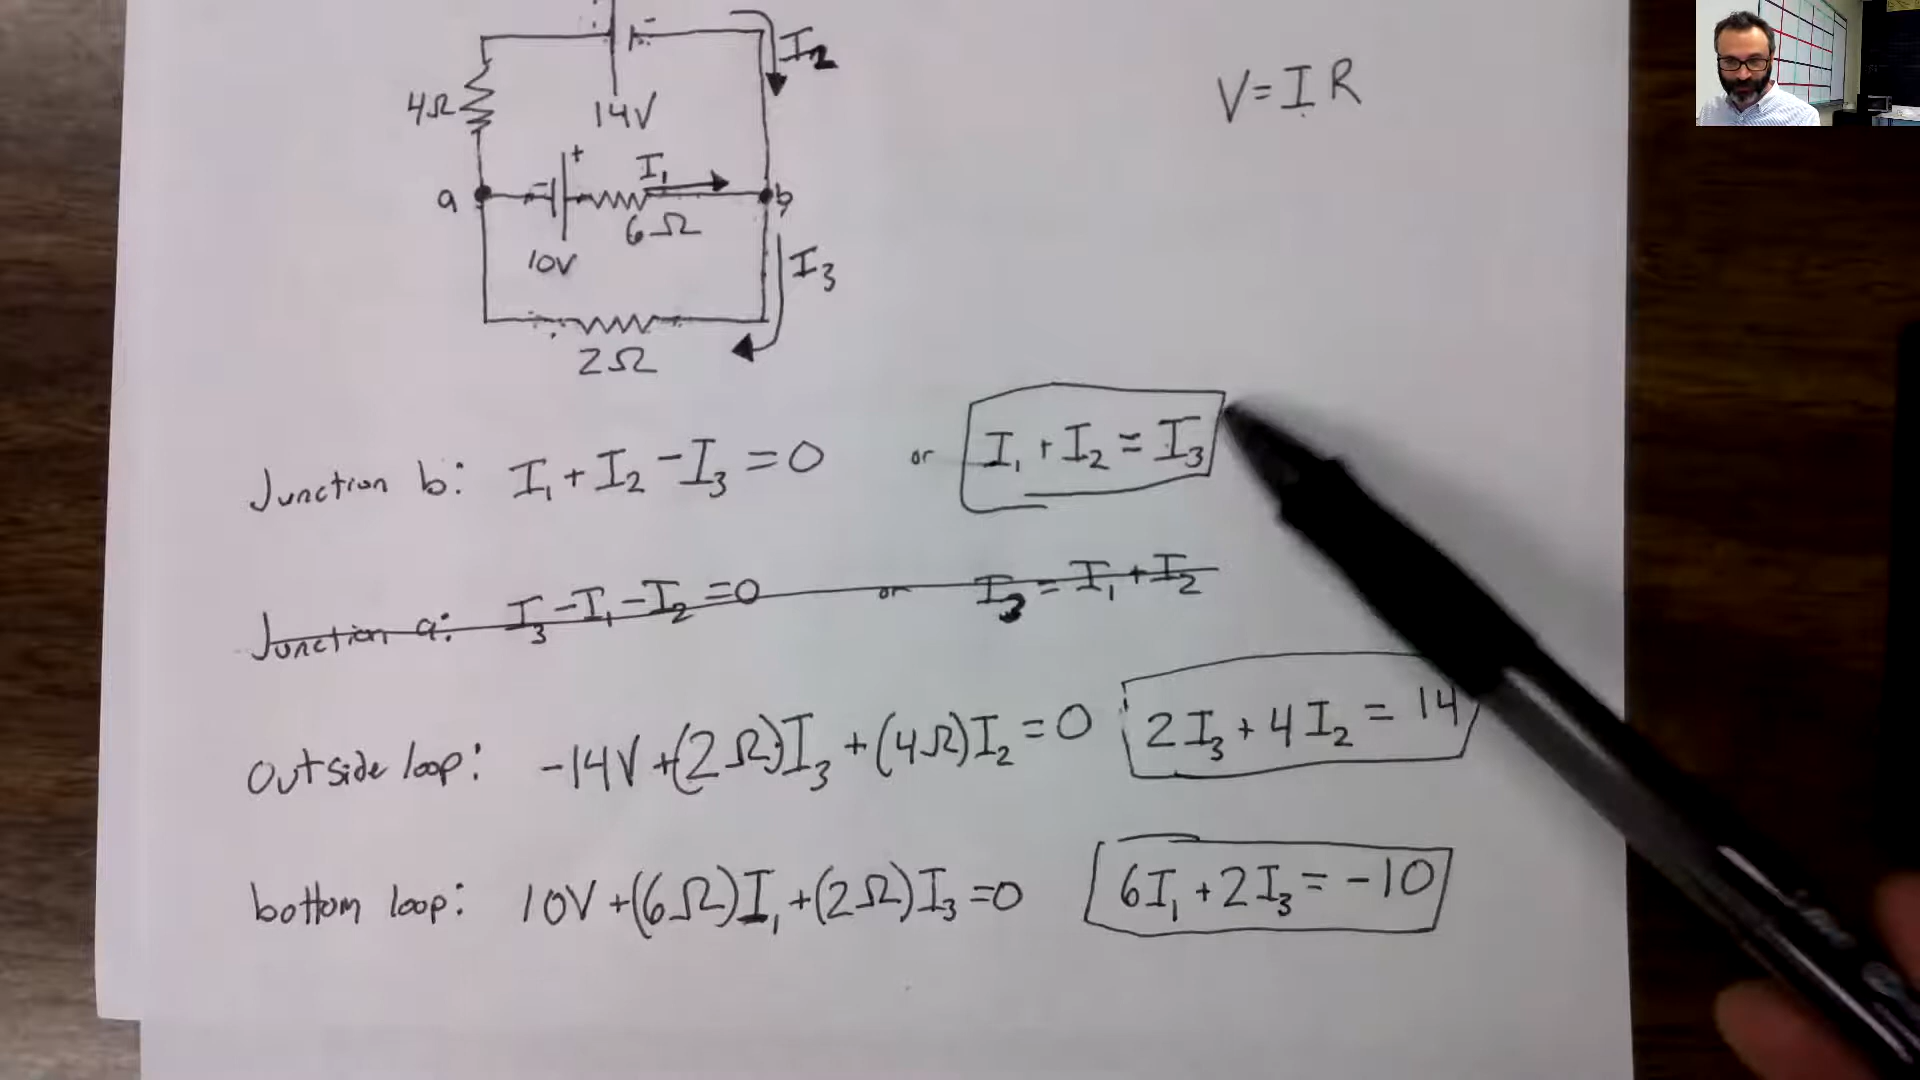 I₂
4Ω
14V
V=IR
+
I₁
a
-
b
6Ω
10V
I₃
2Ω
Junction b: I₁+I₂-I₃=0 or I₁+I₂=I₃
Junction a: I₃-I₁-I₂=0 or I₃=I₁+I₂
Outside loop: -14V+(2Ω)I₃+(4Ω)I₂=0 2I₃+4I₂=14
bottom loop: 10V+(6Ω)I₁+(2Ω)I₃=0 6I₁+2I₃=-10